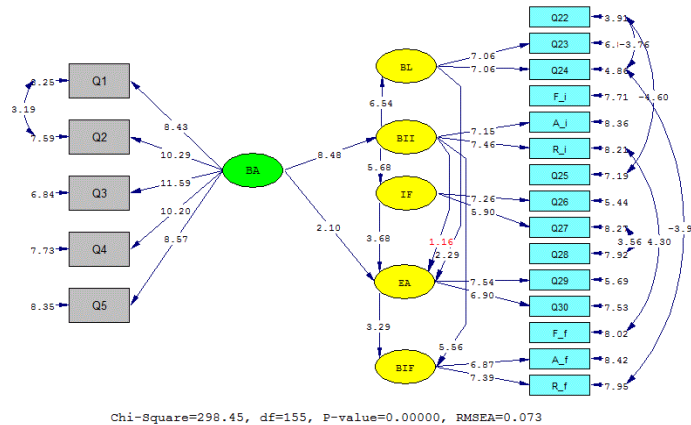 Q22 3.91
BL 7.06 Q23 -3.76
7.06 Q24 4.86
3.25 Q1
6.54 F_i 7.71 -4.60
3.19 8.43
7.15 A_i 8.36
7.59 Q2 BII
10.29 8.48 7.46 R_i 8.21
BA 5.68 Q25 7.19
6.84 Q3 11.59
IF 7.26 Q26 5.44
10.20 5.90 Q27 8.27
2.10 3.68 1.16 3.56 4.30
7.73 Q4 8.57 2.29 Q28 7.92
EA 7.54 Q29 5.69
8.35 Q5 6.90 Q30 7.53
3.29 F_f 8.02
5.56
BIF 6.87 A_f 8.42
7.39 R_f 7.95
Chi-Square=298.45, df=155, P-value=0.00000, RMSEA=0.073